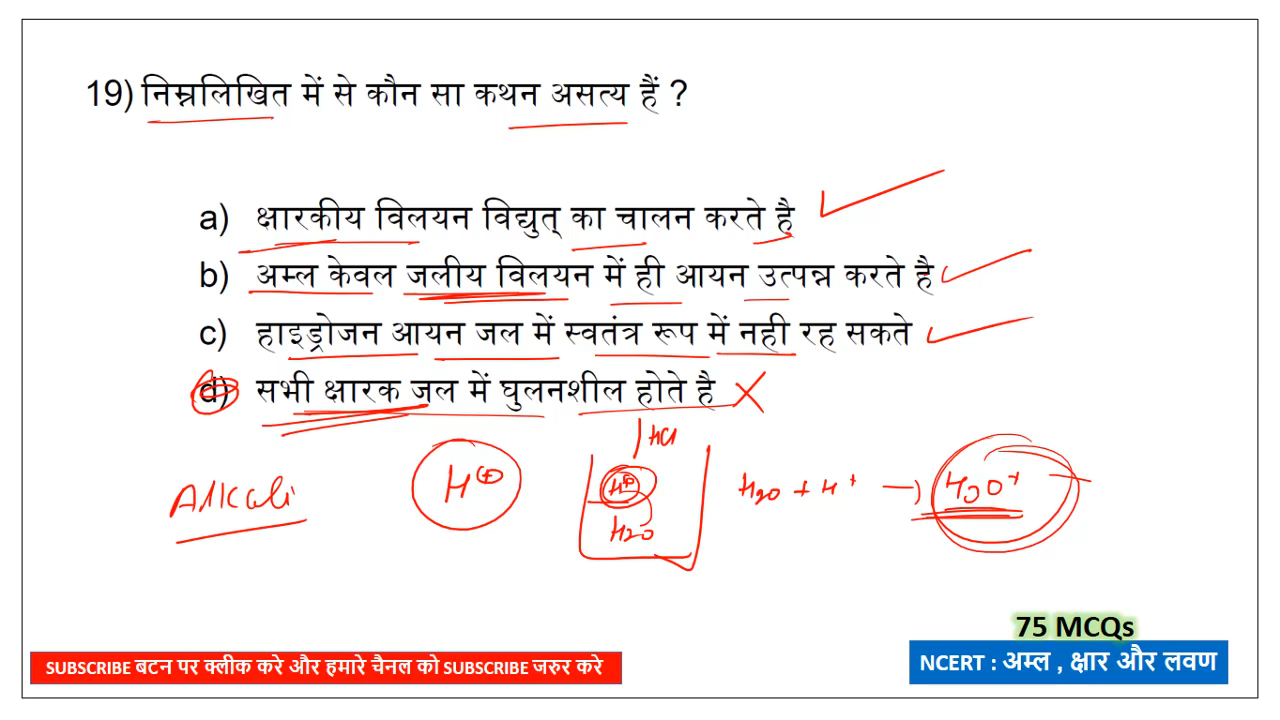 19) निम्नलिखित में से कौन सा कथन असत्य हैं ?
a) क्षारकीय विलयन विद्युत् का चालन करते है
b) अम्ल केवल जलीय विलयन में ही आयन उत्पन्न करते है
c) हाइड्रोजन आयन जल में स्वतंत्र रूप में नही रह सकते
d) सभी क्षारक जल में घुलनशील होते है
HCl
Alkali
H⊕
H⊕
H2O + H+ → H3O+
H2O
75 MCQs
SUBSCRIBE बटन पर क्लीक करे और हमारे चैनल को SUBSCRIBE जरुर करे
NCERT : अम्ल , क्षार और लवण